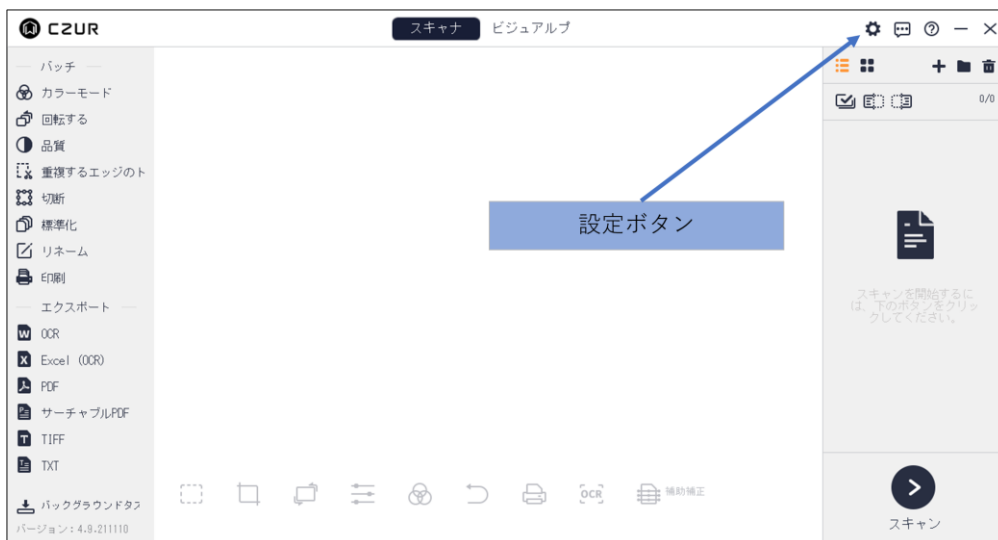 CZUR
スキャナ ビジュアルプ
バッチ
カラーモード
回転する
品質
重複するエッジのト
切断
標準化
リネーム
印刷
エクスポート
W OCR
X Excel (OCR)
PDF
サーチャブルPDF
T TIFF
TXT
バックグラウンドタス
バージョン：4.9.211110
設定ボタン
OCR
補助補正
0/0
スキャンを開始するに
は、下のボタンをクリッ
クしてください。
スキャン